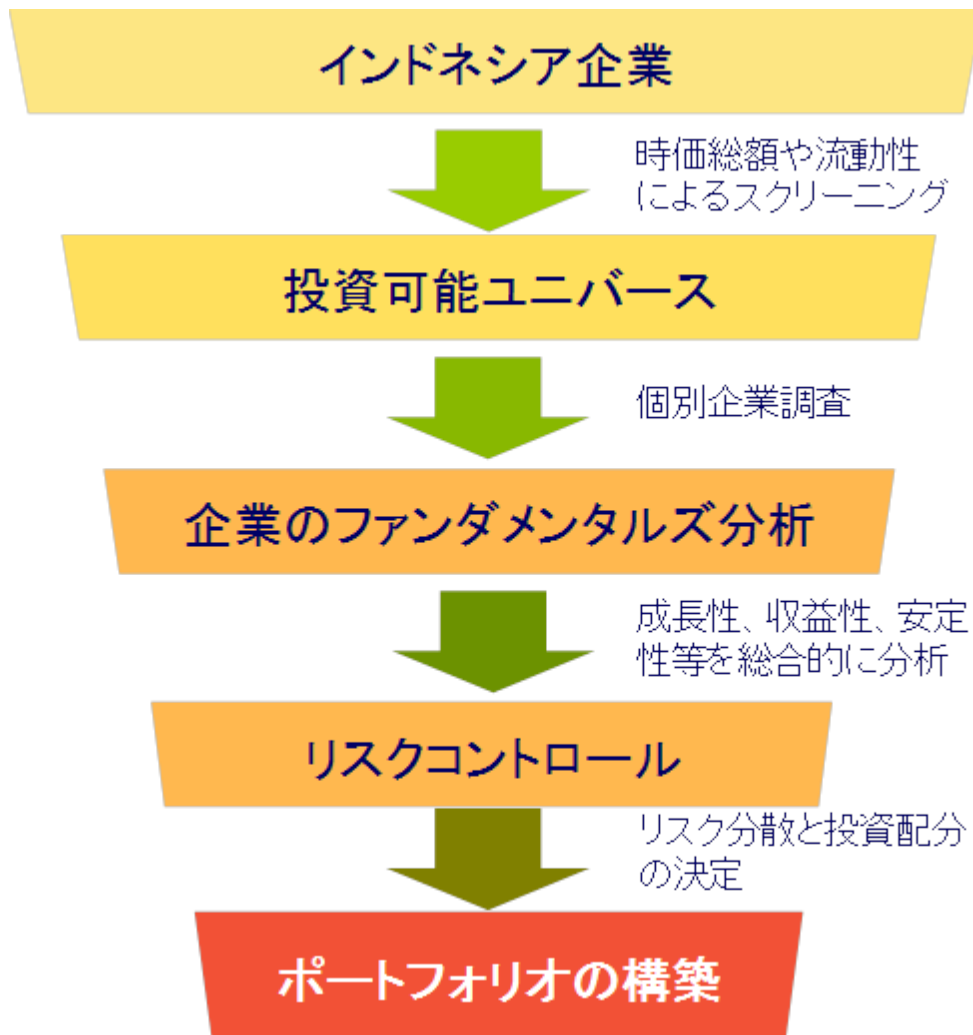 インドネシア企業
時価総額や流動性
によるスクリーニング
投資可能ユニバース
個別企業調査
企業のファンダメンタルズ分析
成長性、収益性、安定
性等を総合的に分析
リスクコントロール
リスク分散と投資配分
の決定
ポートフォリオの構築